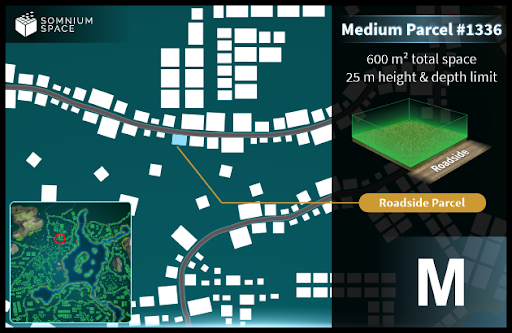 SOMNIUM
SPACE
Medium Parcel #1336
600 m² total space
25 m height & depth limit
Roadside
Roadside Parcel
M